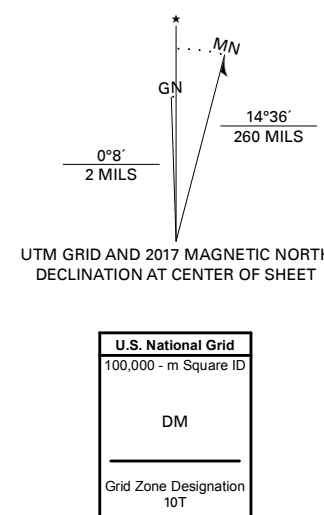 ★
MN
GN
14°36´
260 MILS
0°8´
2 MILS
UTM GRID AND 2017 MAGNETIC NORTH
DECLINATION AT CENTER OF SHEET
U.S. National Grid
100,000 - m Square ID
DM
Grid Zone Designation
10T